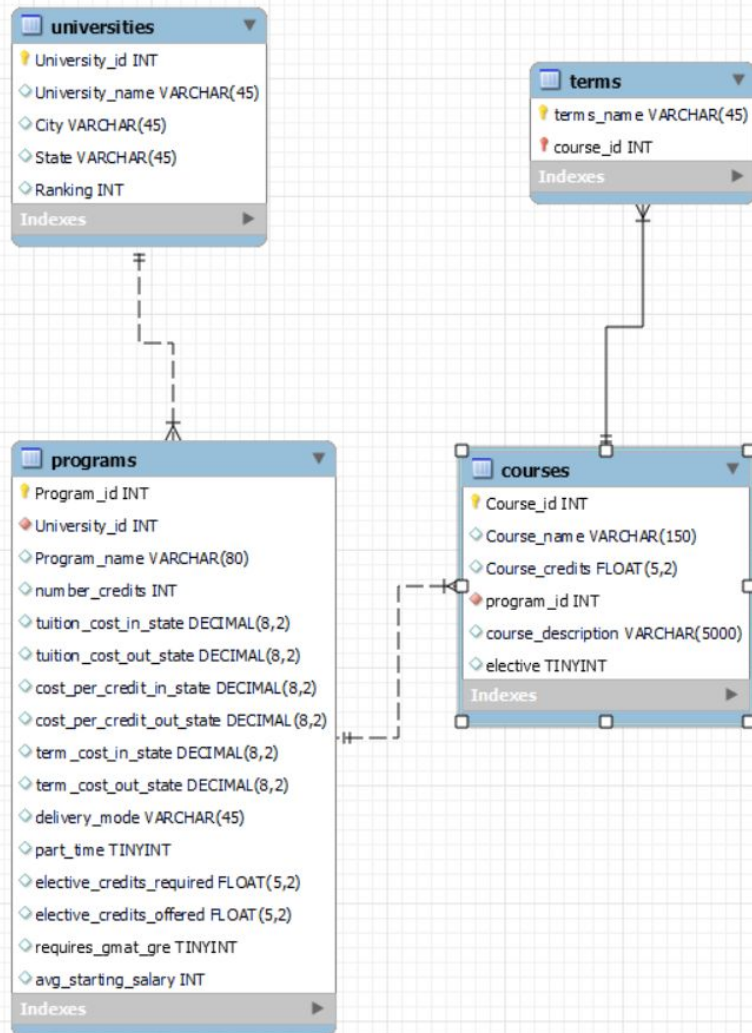 universities
University_id INT
University_name VARCHAR(45)
City VARCHAR(45)
State VARCHAR(45)
Ranking INT
Indexes
terms
terms_name VARCHAR(45)
course_id INT
Indexes
programs
Program_id INT
University_id INT
Program_name VARCHAR(80)
number_credits INT
tuition_cost_in_state DECIMAL(8,2)
tuition_cost_out_state DECIMAL(8,2)
cost_per_credit_in_state DECIMAL(8,2)
cost_per_credit_out_state DECIMAL(8,2)
term_cost_in_state DECIMAL(8,2)
term_cost_out_state DECIMAL(8,2)
delivery_mode VARCHAR(45)
part_time TINYINT
elective_credits_required FLOAT(5,2)
elective_credits_offered FLOAT(5,2)
requires_gmat_gre TINYINT
avg_starting_salary INT
Indexes
courses
Course_id INT
Course_name VARCHAR(150)
Course_credits FLOAT(5,2)
program_id INT
course_description VARCHAR(5000)
elective TINYINT
Indexes